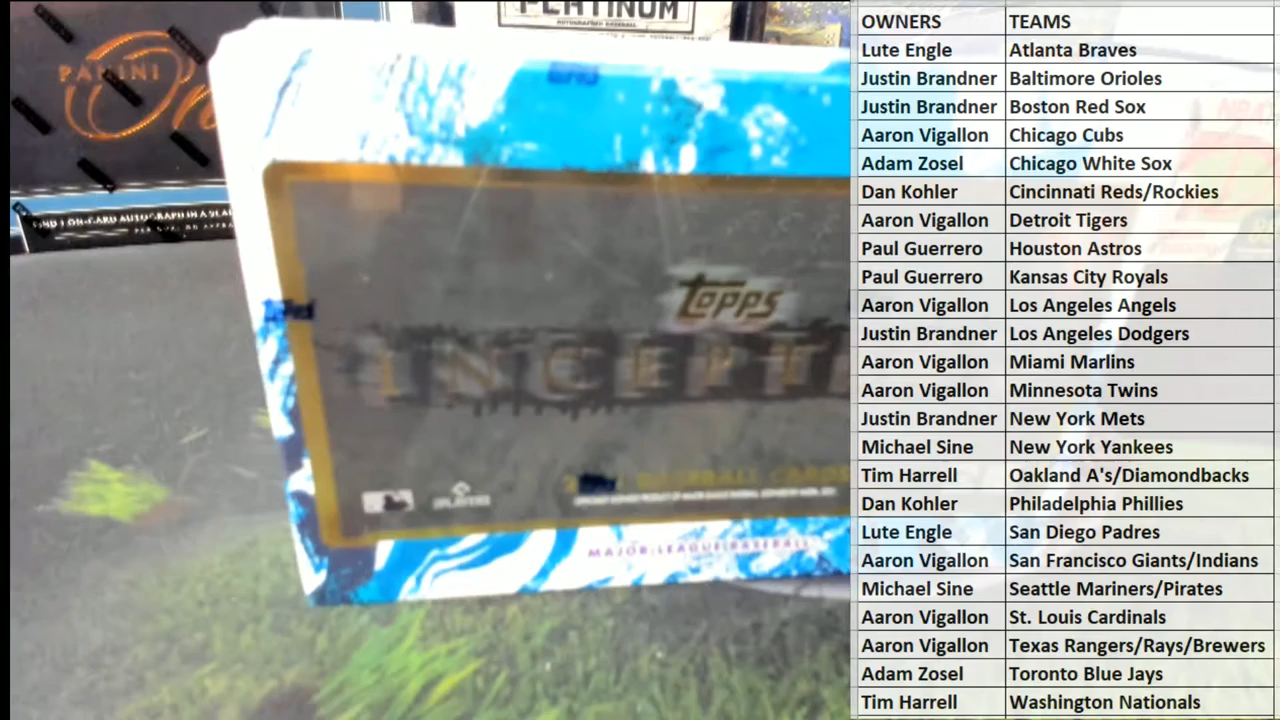 PLATINUM
AUTOGRAPHED BASEBALL
PANINI
topps
INCEPT
BASEBALL CARDS
MAJOR LEAGUE BASEBALL
OWNERS TEAMS
Lute Engle Atlanta Braves
Justin Brandner Baltimore Orioles
Justin Brandner Boston Red Sox
Aaron Vigallon Chicago Cubs
Adam Zosel Chicago White Sox
Dan Kohler Cincinnati Reds/Rockies
Aaron Vigallon Detroit Tigers
Paul Guerrero Houston Astros
Paul Guerrero Kansas City Royals
Aaron Vigallon Los Angeles Angels
Justin Brandner Los Angeles Dodgers
Aaron Vigallon Miami Marlins
Aaron Vigallon Minnesota Twins
Justin Brandner New York Mets
Michael Sine New York Yankees
Tim Harrell Oakland A's/Diamondbacks
Dan Kohler Philadelphia Phillies
Lute Engle San Diego Padres
Aaron Vigallon San Francisco Giants/Indians
Michael Sine Seattle Mariners/Pirates
Aaron Vigallon St. Louis Cardinals
Aaron Vigallon Texas Rangers/Rays/Brewers
Adam Zosel Toronto Blue Jays
Tim Harrell Washington Nationals